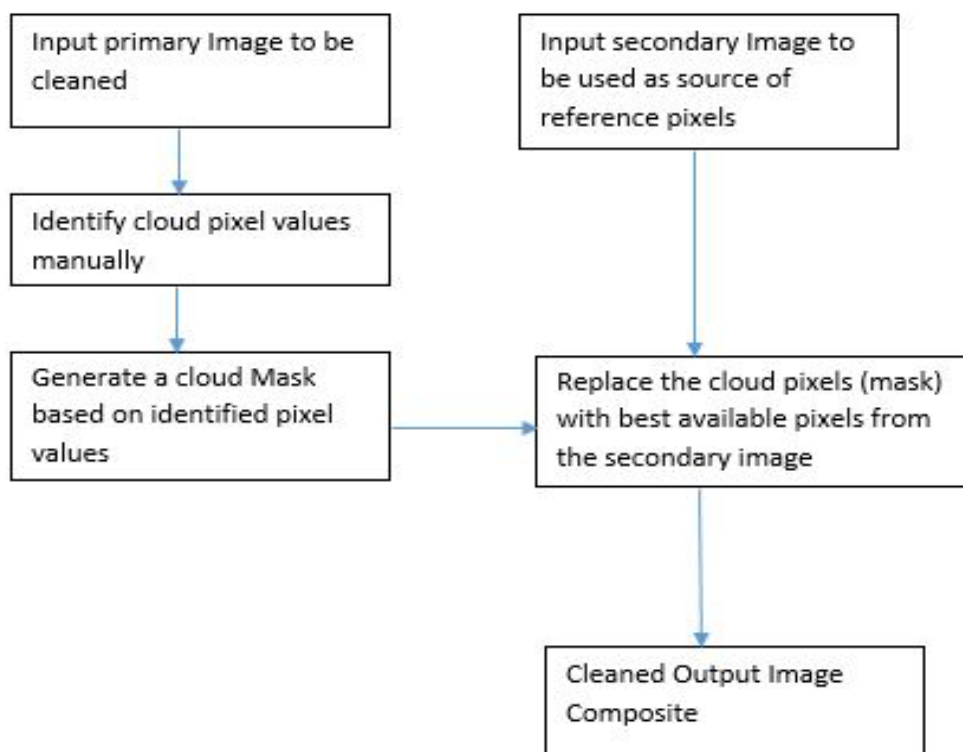 Input primary Image to be
cleaned
Input secondary Image to
be used as source of
reference pixels
Identify cloud pixel values
manually
Generate a cloud Mask
based on identified pixel
values
Replace the cloud pixels (mask)
with best available pixels from
the secondary image
Cleaned Output Image
Composite